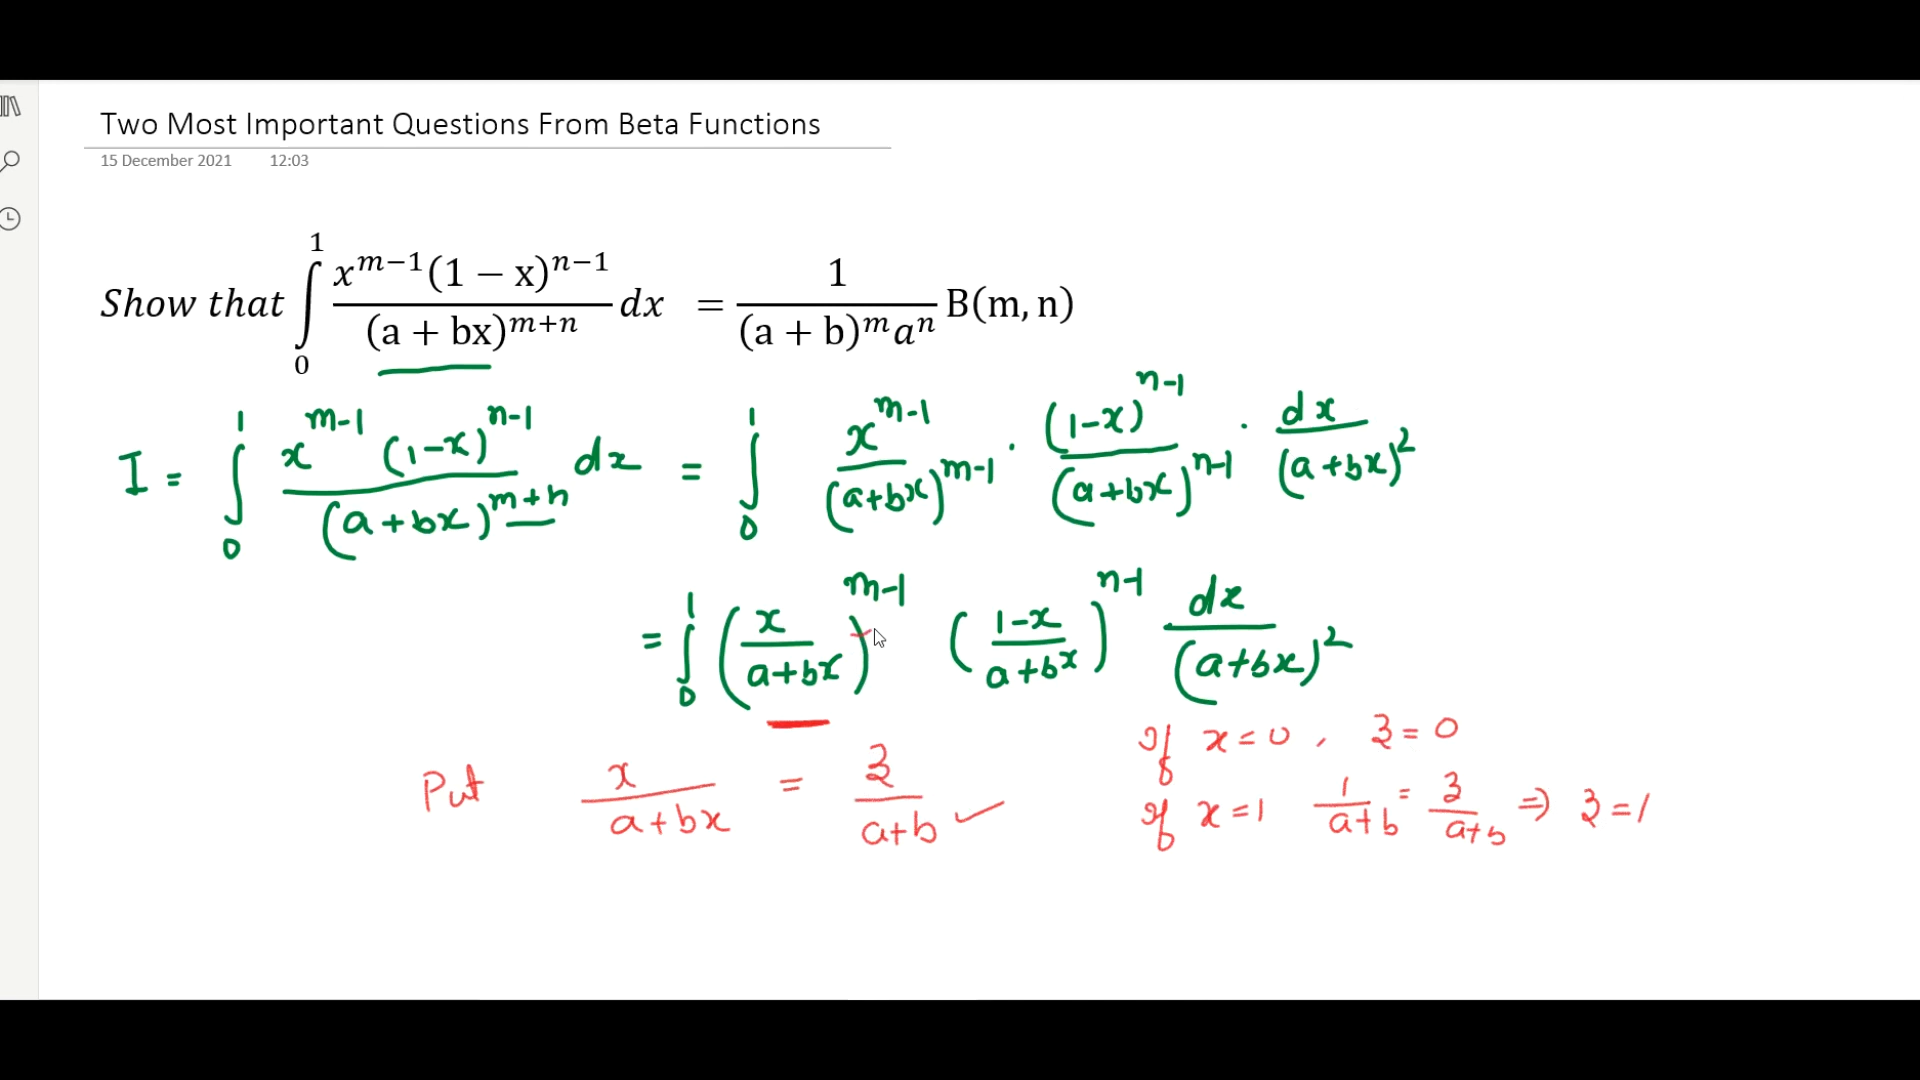 Two Most Important Questions From Beta Functions
15 December 2021 12:03
Show that ∫₀¹ x^{m−1}(1 − x)^{n−1} / (a + bx)^{m+n} dx = 1 / ((a + b)^m a^n) B(m, n)
I = ∫₀¹ x^{m-1} (1-x)^{n-1} / (a+bx)^{m+n} dx = ∫₀¹ x^{m-1} / (a+bx)^{m-1} · (1-x)^{n-1} / (a+bx)^{n-1} · dx / (a+bx)²
= ∫₀¹ (x / a+bx)^{m-1} (1-x / a+bx)^{n-1} dx / (a+bx)²
Put x / a+bx = z / a+b ✓
If x=0, z=0
If x=1 1 / a+b = z / a+b ⇒ z=1